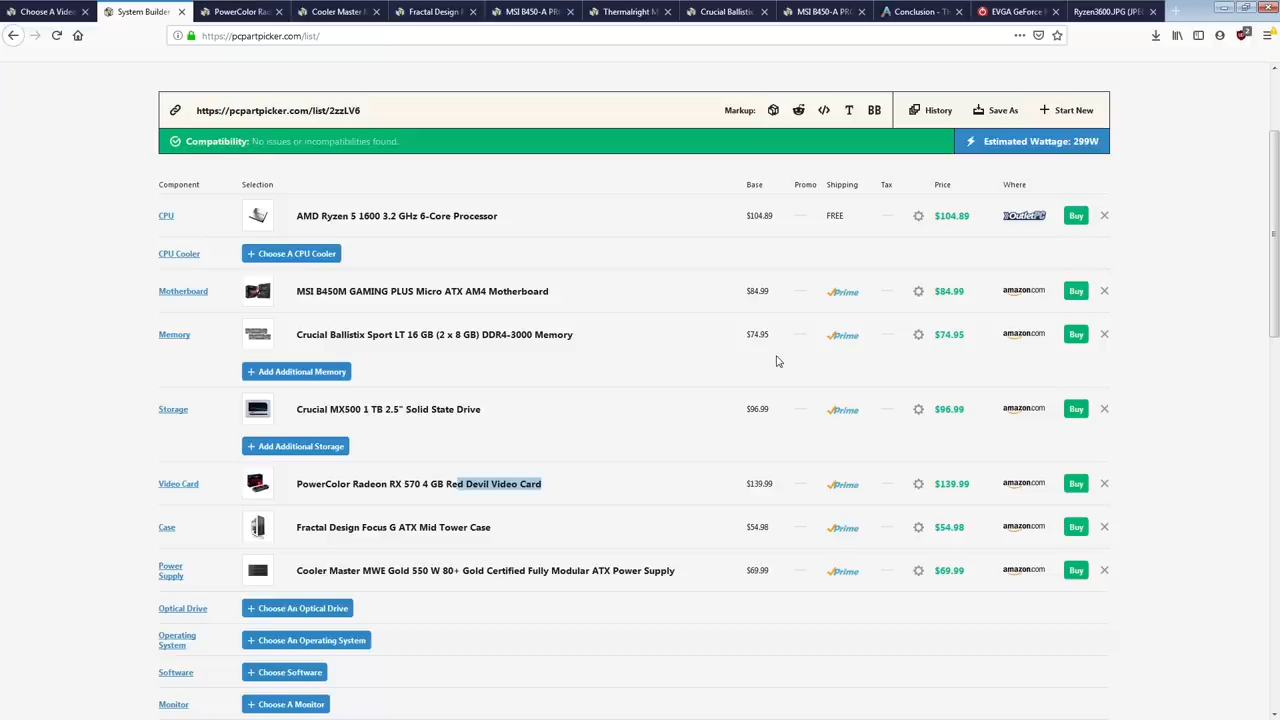 Choose A Video
System Builder
PowerColor Rad
Cooler Master M
Fractal Design F
MSI B450M
Thermalright M
Crucial Ballistix
MSI B
Conclusion - Th
EVGA GeForce
Ryzen3600.JPG (JPEG
https://pcpartpicker.com/list/
2
https://pcpartpicker.com/list/2zzLV6
Markup:
T
BB
History
Save As
+ Start New
Compatibility: No issues or incompatibilities found.
Estimated Wattage: 299W
Component Selection Base Promo Shipping Tax Price Where
CPU AMD Ryzen 5 1600 3.2 GHz 6-Core Processor $104.89 FREE $104.89 OutletPC Buy
CPU Cooler + Choose A CPU Cooler
Motherboard MSI B450M GAMING PLUS Micro ATX AM4 Motherboard $84.99 Prime $84.99 amazon.com Buy
Memory Crucial Ballistix Sport LT 16 GB (2 x 8 GB) DDR4-3000 Memory $74.95 Prime $74.95 amazon.com Buy
+ Add Additional Memory
Storage Crucial MX500 1 TB 2.5" Solid State Drive $96.99 Prime $96.99 amazon.com Buy
+ Add Additional Storage
Video Card PowerColor Radeon RX 570 4 GB Red Devil Video Card $139.99 Prime $139.99 amazon.com Buy
Case Fractal Design Focus G ATX Mid Tower Case $54.98 Prime $54.98 amazon.com Buy
Power Supply Cooler Master MWE Gold 550 W 80+ Gold Certified Fully Modular ATX Power Supply $69.99 Prime $69.99 amazon.com Buy
Optical Drive + Choose An Optical Drive
Operating System + Choose An Operating System
Software + Choose Software
Monitor + Choose A Monitor